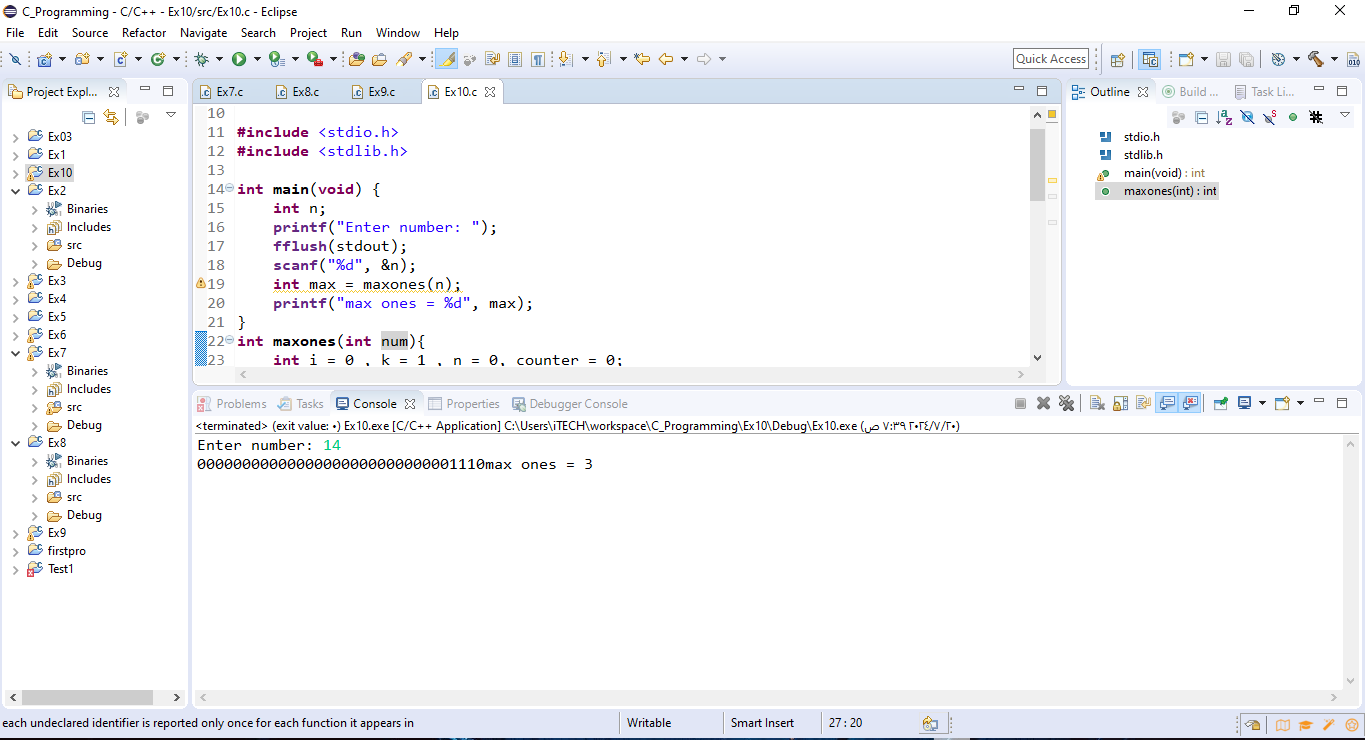 C_Programming - C/C++ - Ex10/src/Ex10.c - Eclipse
File Edit Source Refactor Navigate Search Project Run Window Help
Quick Access
Project Expl...
Ex03
Ex1
Ex10
Ex2
Binaries
Includes
src
Debug
Ex3
Ex4
Ex5
Ex6
Ex7
Binaries
Includes
src
Debug
Ex8
Binaries
Includes
src
Debug
Ex9
firstpro
Test1
Ex7.c Ex8.c Ex9.c Ex10.c
10
11 #include <stdio.h>
12 #include <stdlib.h>
13
14 int main(void) {
15 int n;
16 printf("Enter number: ");
17 fflush(stdout);
18 scanf("%d", &n);
19 int max = maxones(n);
20 printf("max ones = %d", max);
21 }
22 int maxones(int num){
23 int i = 0 , k = 1 , n = 0, counter = 0;
Outline Build ... Task Li...
stdio.h
stdlib.h
main(void) : int
maxones(int) : int
Problems Tasks Console Properties Debugger Console
<terminated> (exit value: ٠) Ex10.exe [C/C++ Application] C:\Users\iTECH\workspace\C_Programming\Ex10\Debug\Ex10.exe (٢٠٢٤/٧/٢٠ ٧:٣٩ ص)
Enter number: 14
00000000000000000000000000001110max ones = 3
each undeclared identifier is reported only once for each function it appears in
Writable
Smart Insert
27 : 20